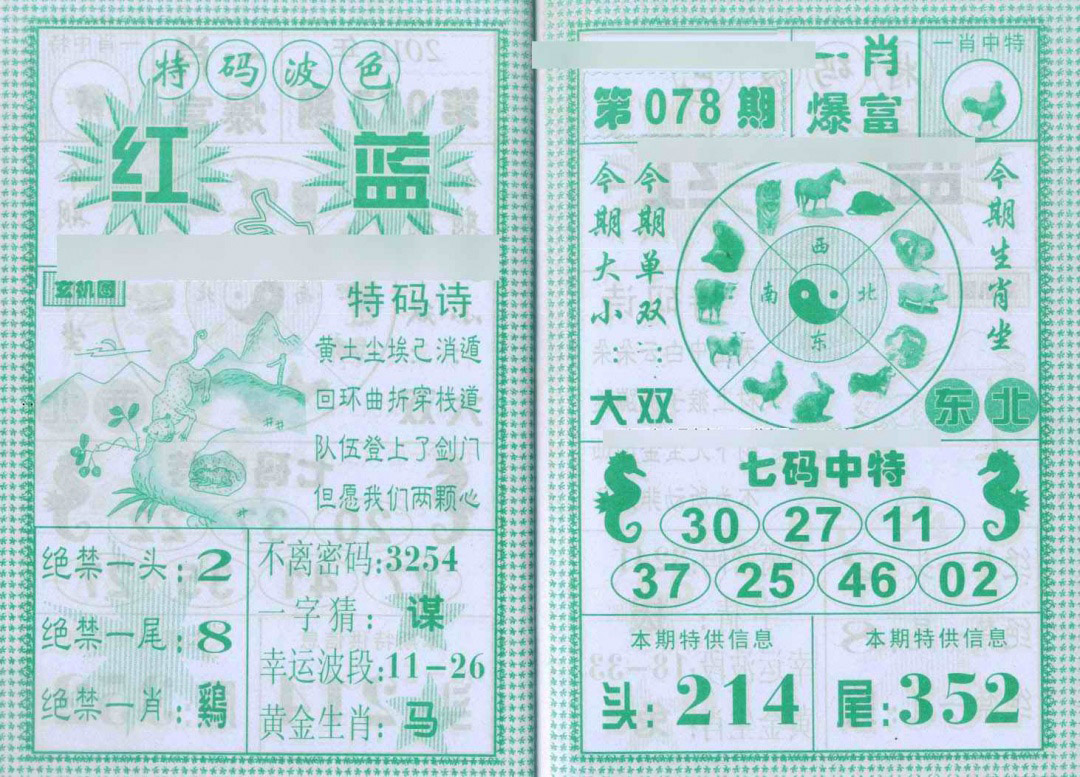 特码波色
红 蓝
玄机图
特码诗
黄土尘埃己消遁
回环曲折穿栈道
队伍登上了剑门
但愿我们两颗心
绝禁一头:2
绝禁一尾:8
绝禁一肖:鷄
不离密码:3254
一字猜:谋
幸运波段:11-26
黄金生肖:马
第078期
一肖
爆富
一肖中特
今期大小:
大
今期单双:
双
西
南 北
东
今期生肖坐
东北
七码中特
30 27 11
37 25 46 02
本期特供信息
头:214
本期特供信息
尾:352